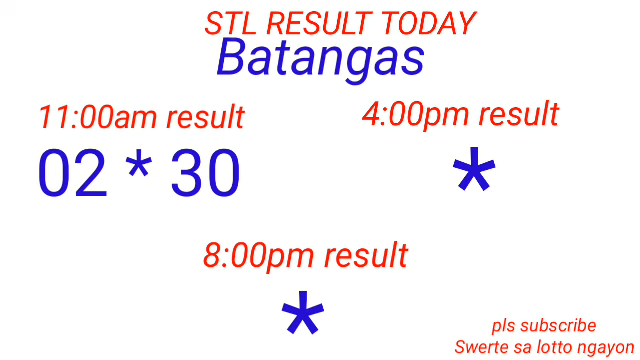 STL RESULT TODAY
Batangas
11:00am result
02 * 30
4:00pm result
*
8:00pm result
*
pls subscribe
Swerte sa lotto ngayon